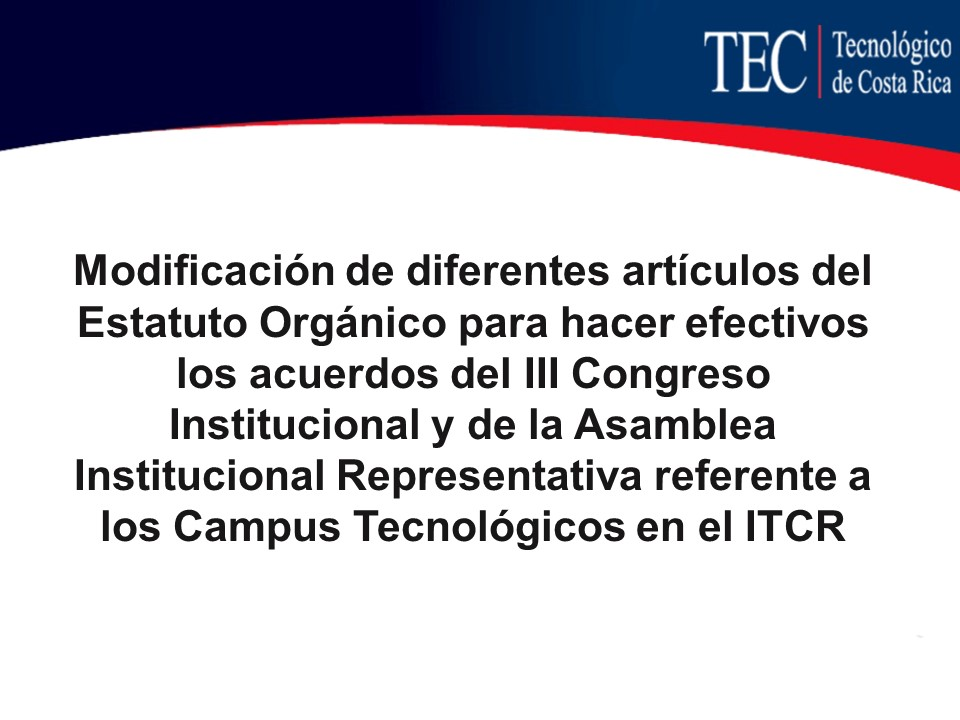 TEC
Tecnológico
de Costa Rica
Modificación de diferentes artículos del
Estatuto Orgánico para hacer efectivos
los acuerdos del III Congreso
Institucional y de la Asamblea
Institucional Representativa referente a
los Campus Tecnológicos en el ITCR